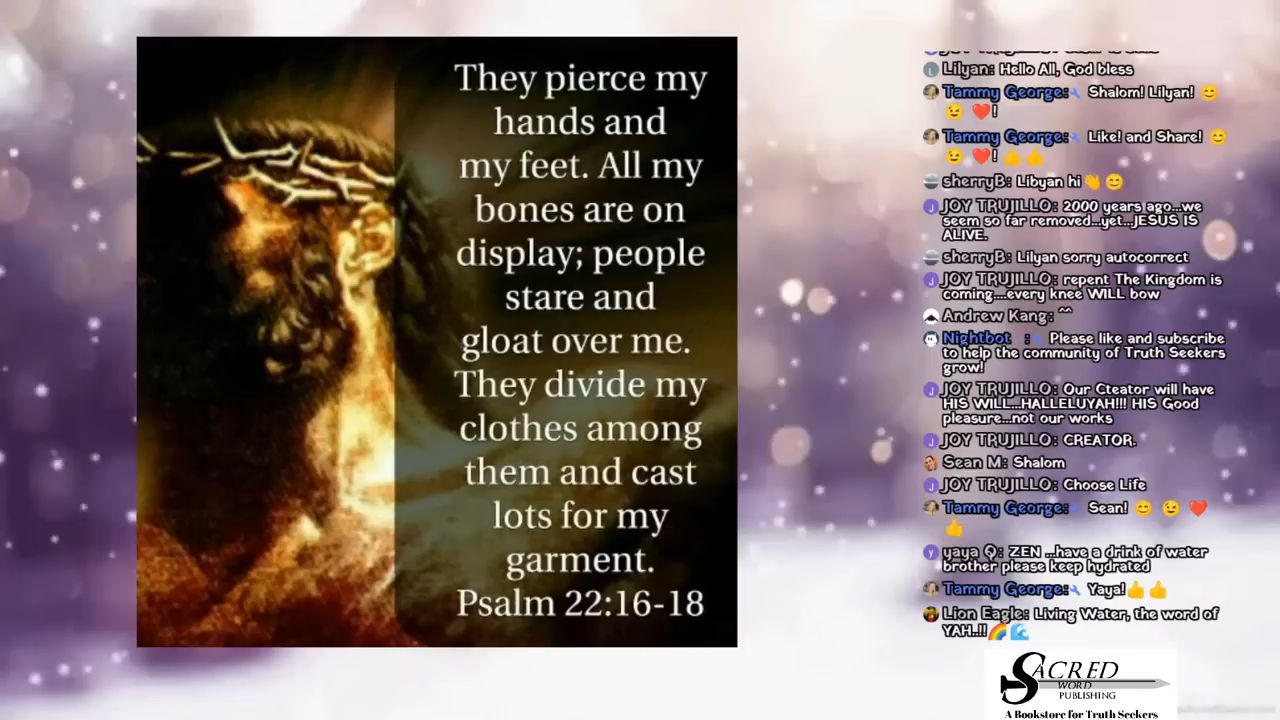 They pierce my
hands and
my feet. All my
bones are on
display; people
stare and
gloat over me.
They divide my
clothes among
them and cast
lots for my
garment.
Psalm 22:16-18
Lilyan: Hello All, God bless
Tammy George: Shalom! Lilyan! 😊
😉 ❤️!
Tammy George: Like! and Share! 😊
😉 ❤️! 👍👍
sherryB: Libyan hi👋😊
JOY TRUJILLO: 2000 years ago...we
seem so far removed...yet...JESUS IS
ALIVE.
sherryB: Lilyan sorry autocorrect
JOY TRUJILLO: repent The Kingdom is
coming....every knee WILL bow
Andrew Kang: ^^
Nightbot : Please like and subscribe
to help the community of Truth Seekers
grow!
JOY TRUJILLO: Our Cteator will have
HIS WILL...HALLELUYAH!!! HIS Good
pleasure...not our works
JOY TRUJILLO: CREATOR.
Sean M: Shalom
JOY TRUJILLO: Choose Life
Tammy George: Sean! 😊 😉 ❤️
👍
yaya Q: ZEN ...have a drink of water
brother please keep hydrated
Tammy George: Yaya!👍👍
Lion Eagle: Living Water, the word of
YAH..!!🌈🌊
SACRED
WORD
PUBLISHING
A Bookstore for Truth Seekers